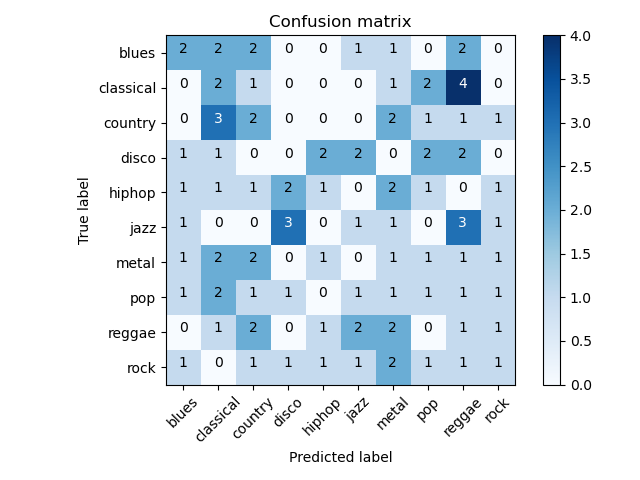 Confusion matrix
True label
blues 2 2 2 0 0 1 1 0 2 0
classical 0 2 1 0 0 0 1 2 4 0
country 0 3 2 0 0 0 2 1 1 1
disco 1 1 0 0 2 2 0 2 2 0
hiphop 1 1 1 2 1 0 2 1 0 1
jazz 1 0 0 3 0 1 1 0 3 1
metal 1 2 2 0 1 0 1 1 1 1
pop 1 2 1 1 0 1 1 1 1 1
reggae 0 1 2 0 1 2 2 0 1 1
rock 1 0 1 1 1 1 2 1 1 1
blues classical country disco hiphop jazz metal pop reggae rock
Predicted label
4.0
3.5
3.0
2.5
2.0
1.5
1.0
0.5
0.0